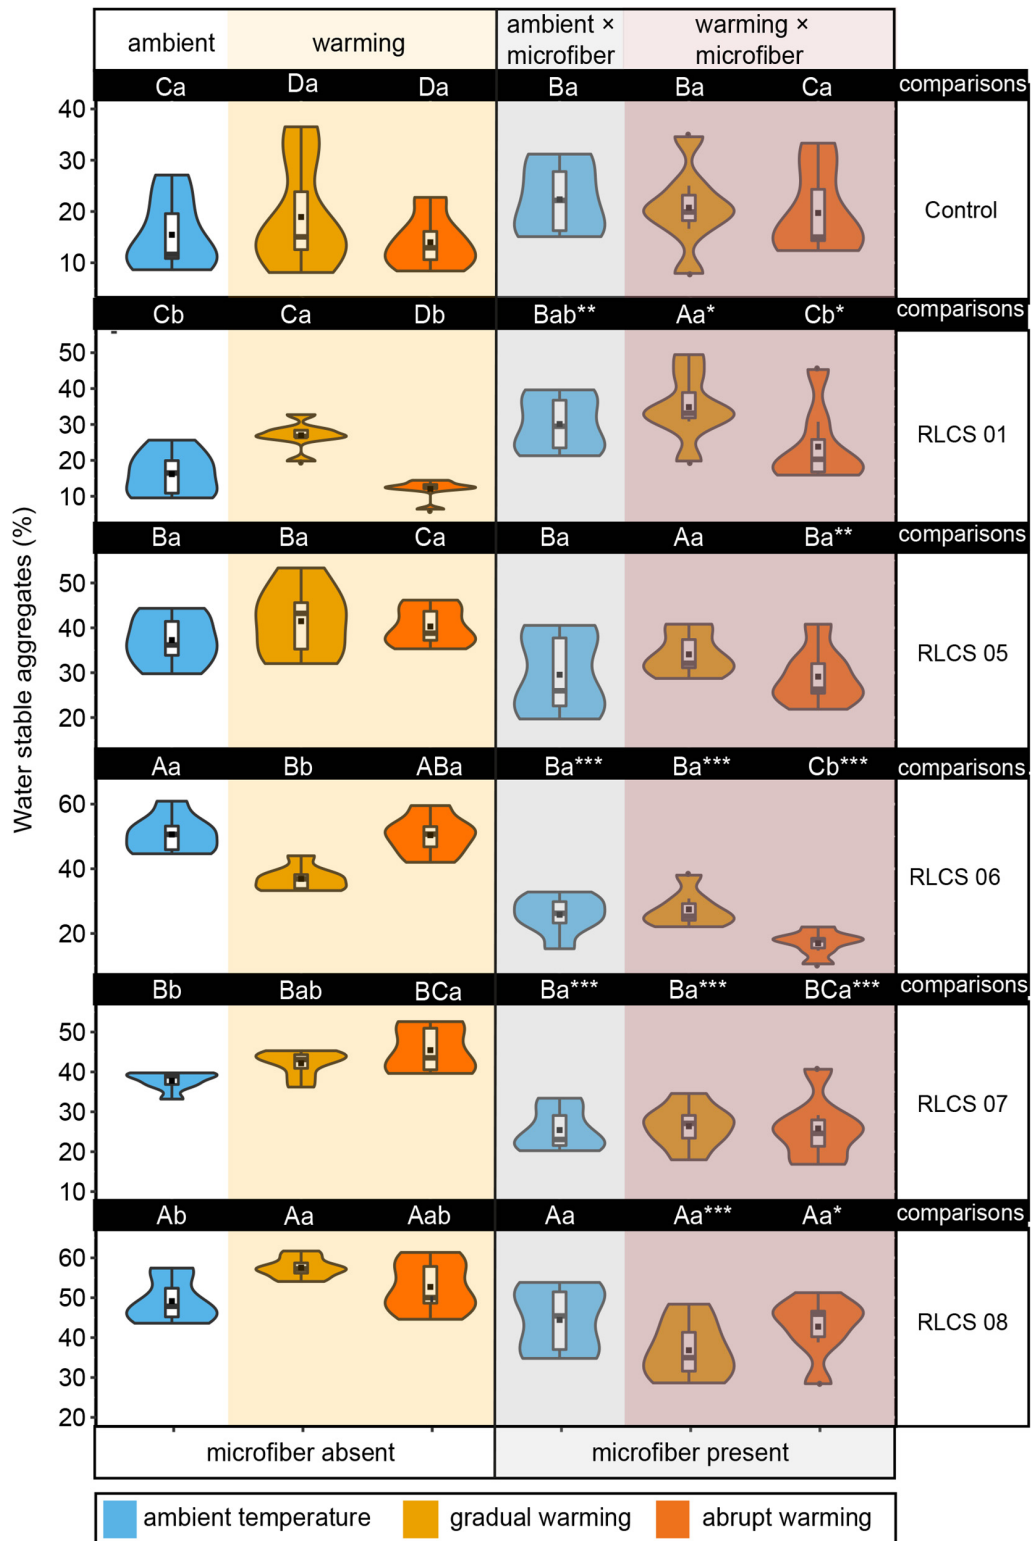 ambient
warming
ambient ×
microfiber
warming ×
microfiber
Ca Da Da Ba Ba Ca comparisons
40
30
20
10
Control
Cb Ca Db Bab** Aa* Cb* comparisons
50
40
30
20
10
RLCS 01
Ba Ba Ca Ba Aa Ba** comparisons
50
40
30
20
RLCS 05
Aa Bb ABa Ba*** Ba*** Cb*** comparisons
60
40
20
RLCS 06
Bb Bab BCa Ba*** Ba*** BCa*** comparisons
50
40
30
20
10
RLCS 07
Ab Aa Aab Aa Aa*** Aa* comparisons
60
50
40
30
20
RLCS 08
Water stable aggregates (%)
microfiber absent
microfiber present
ambient temperature
gradual warming
abrupt warming